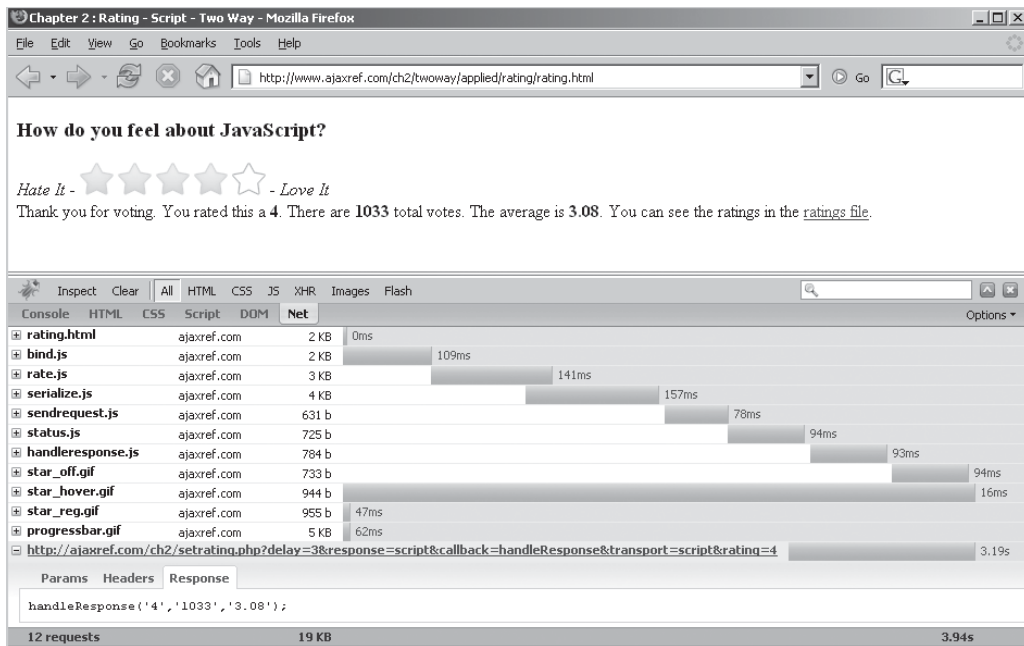 Chapter 2 : Rating - Script - Two Way - Mozilla Firefox
File Edit View Go Bookmarks Tools Help
http://www.ajaxref.com/ch2/twoway/applied/rating/rating.html Go G
How do you feel about JavaScript?
Hate It - - Love It
Thank you for voting. You rated this a 4. There are 1033 total votes. The average is 3.08. You can see the ratings in the ratings file.
Inspect Clear All HTML CSS JS XHR Images Flash
Console HTML CSS Script DOM Net Options
rating.html ajaxref.com 2 KB 0ms
bind.js ajaxref.com 2 KB 109ms
rate.js ajaxref.com 3 KB 141ms
serialize.js ajaxref.com 4 KB 157ms
sendrequest.js ajaxref.com 631 b 78ms
status.js ajaxref.com 725 b 94ms
handleresponse.js ajaxref.com 784 b 93ms
star_off.gif ajaxref.com 733 b 94ms
star_hover.gif ajaxref.com 944 b 16ms
star_reg.gif ajaxref.com 955 b 47ms
progressbar.gif ajaxref.com 5 KB 62ms
http://ajaxref.com/ch2/setrating.php?delay=3&response=script&callback=handleResponse&transport=script&rating=4 3.19s
Params Headers Response
handleResponse('4','1033','3.08');
12 requests 19 KB 3.94s